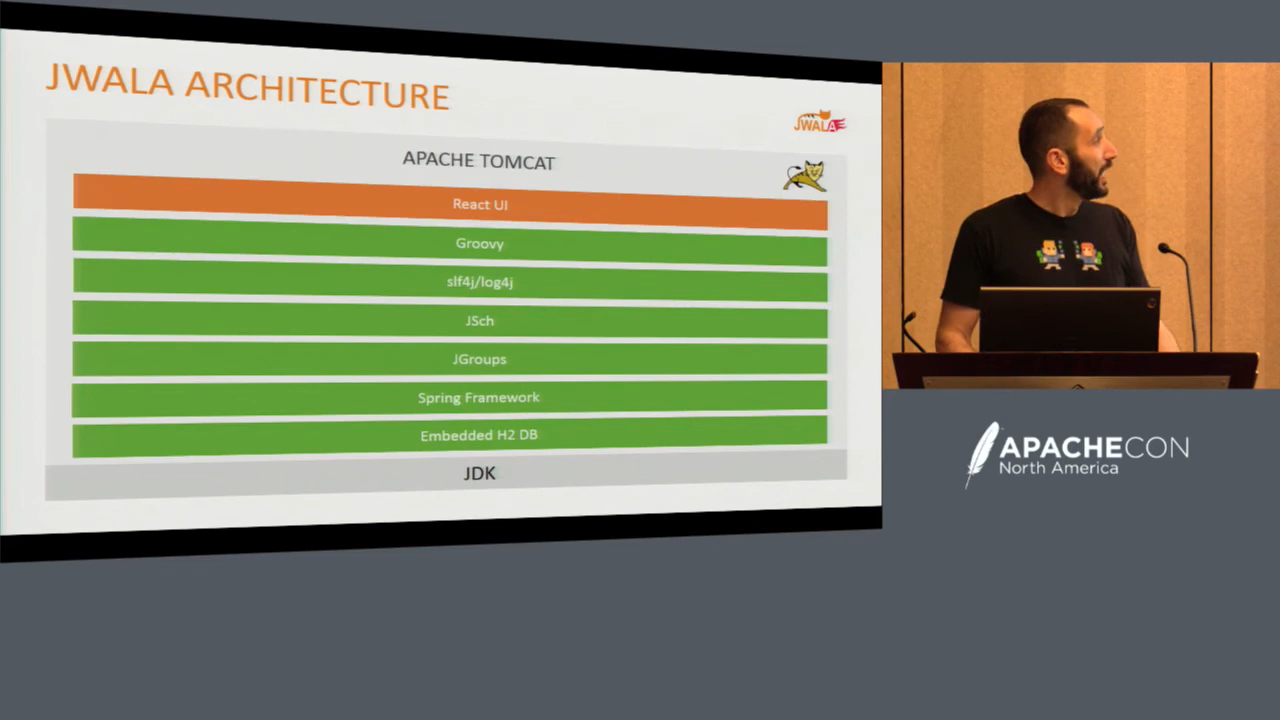 JWALA ARCHITECTURE
JWALA
APACHE TOMCAT
React UI
Groovy
slf4j/log4j
JSch
JGroups
Spring Framework
Embedded H2 DB
JDK
APACHECON
North America